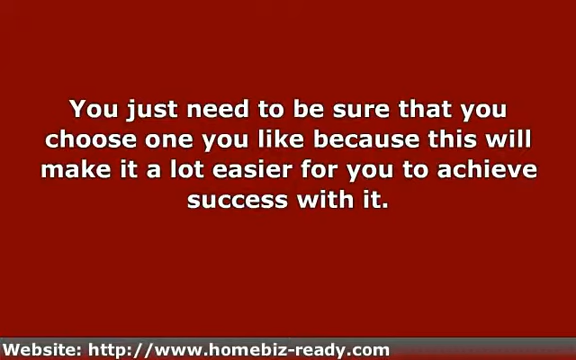 You just need to be sure that you
choose one you like because this will
make it a lot easier for you to achieve
success with it.
Website: http://www.homebiz-ready.com